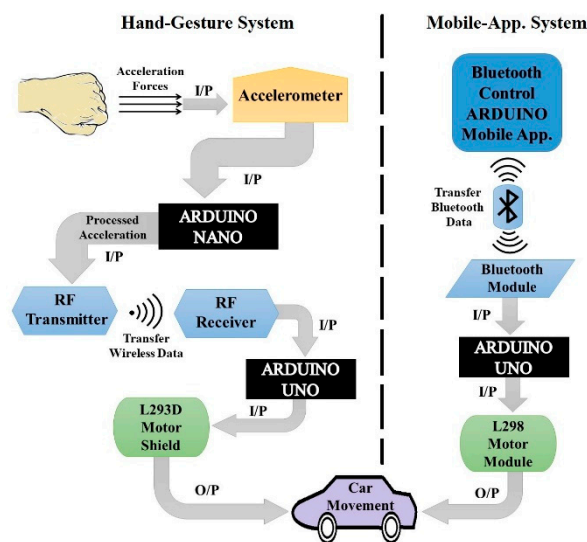 Hand-Gesture System
Acceleration
Forces
I/P
Accelerometer
I/P
Processed
Acceleration
ARDUINO
NANO
I/P
RF
Transmitter
Transfer
Wireless Data
RF
Receiver
I/P
ARDUINO
UNO
I/P
L293D
Motor
Shield
O/P
Car
Movement
Mobile-App. System
Bluetooth
Control
ARDUINO
Mobile App.
Transfer
Bluetooth
Data
Bluetooth
Module
I/P
ARDUINO
UNO
I/P
L298
Motor
Module
O/P